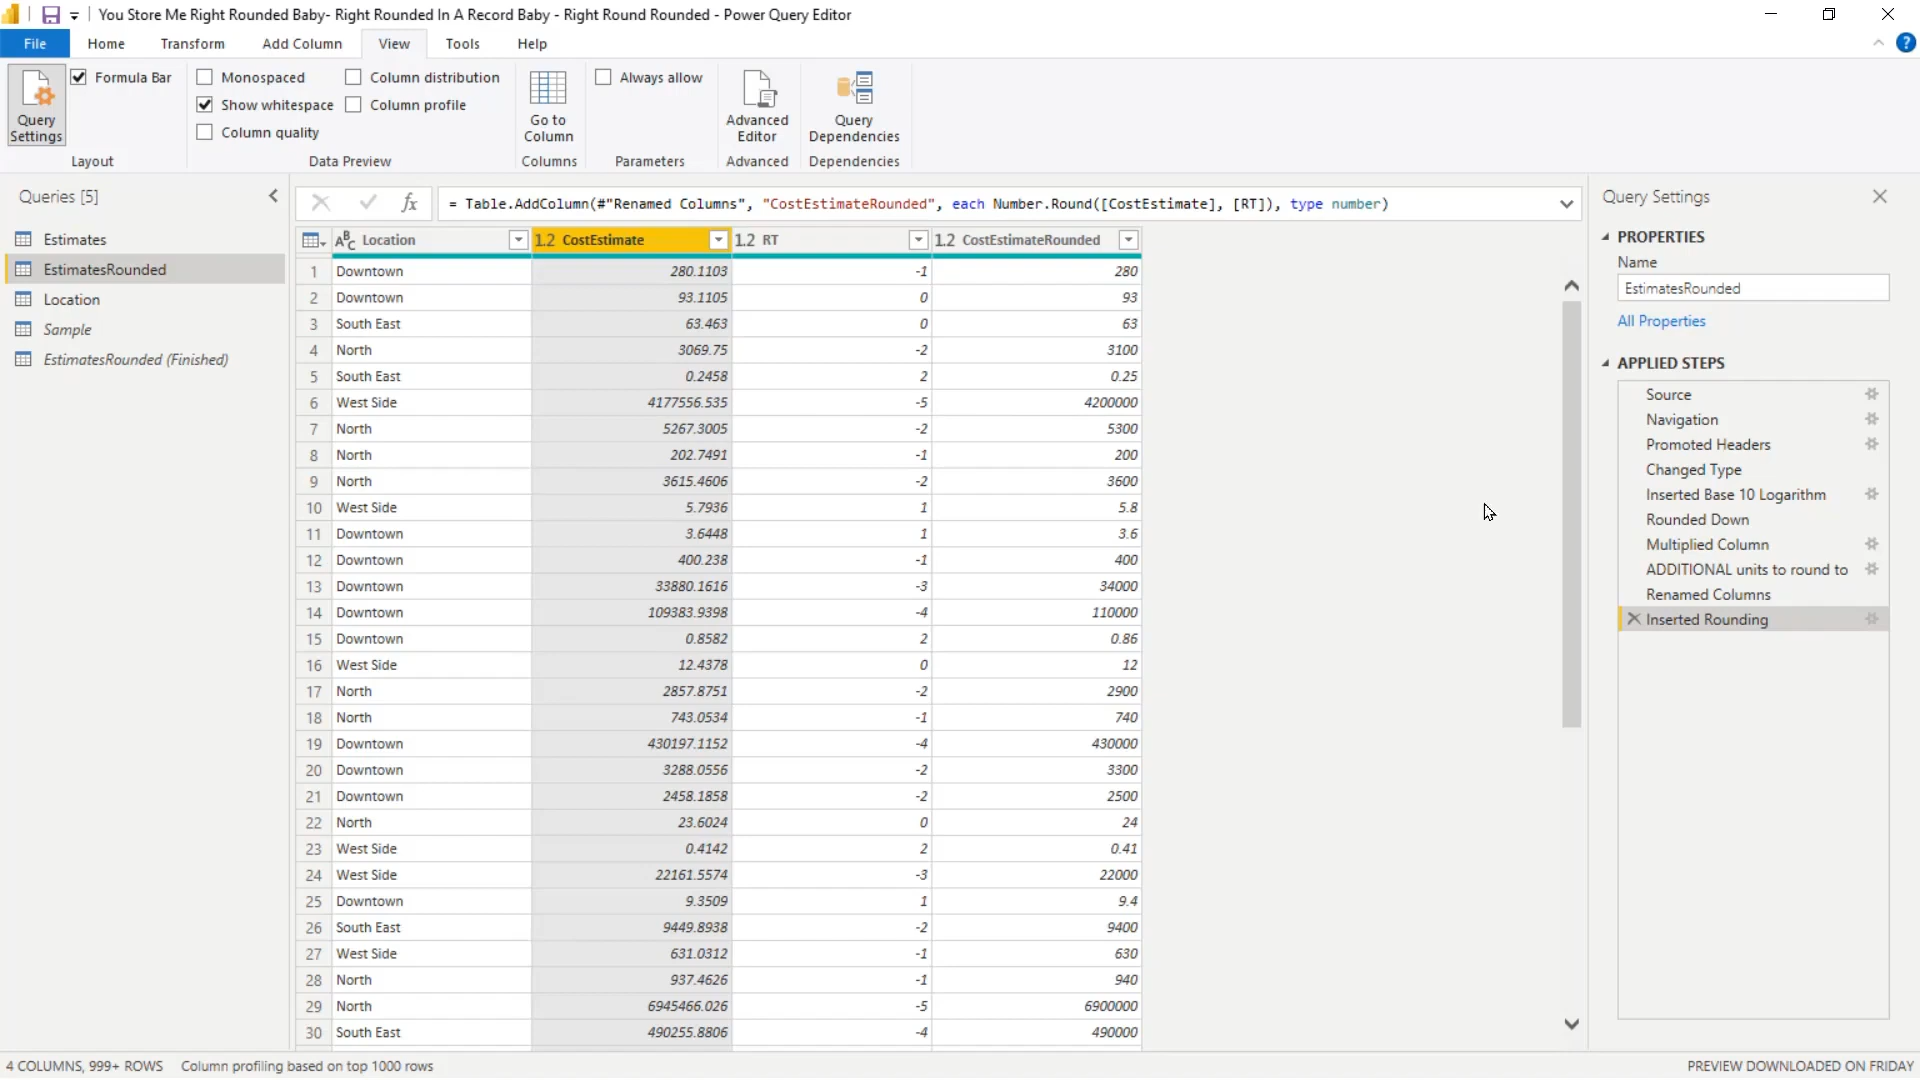 You Store Me Right Rounded Baby- Right Rounded In A Record Baby - Right Round Rounded - Power Query Editor
File Home Transform Add Column View Tools Help
Query Settings
Formula Bar
Layout
Monospaced Column distribution
Show whitespace Column profile
Column quality
Data Preview
Go to Column
Columns
Always allow
Parameters
Advanced Editor
Advanced
Query Dependencies
Dependencies
Queries [5]
Estimates
EstimatesRounded
Location
Sample
EstimatesRounded (Finished)
fx = Table.AddColumn(#"Renamed Columns", "CostEstimateRounded", each Number.Round([CostEstimate], [RT]), type number)
ABC Location 1.2 CostEstimate 1.2 RT 1.2 CostEstimateRounded
1 Downtown 280.1103 -1 280
2 Downtown 93.1105 0 93
3 South East 63.463 0 63
4 North 3069.75 -2 3100
5 South East 0.2458 2 0.25
6 West Side 4177556.535 -5 4200000
7 North 5267.3005 -2 5300
8 North 202.7491 -1 200
9 North 3615.4606 -2 3600
10 West Side 5.7936 1 5.8
11 Downtown 3.6448 1 3.6
12 Downtown 400.238 -1 400
13 Downtown 33880.1616 -3 34000
14 Downtown 109383.9398 -4 110000
15 Downtown 0.8582 2 0.86
16 West Side 12.4378 0 12
17 North 2857.8751 -2 2900
18 North 743.0534 -1 740
19 Downtown 430197.1152 -4 430000
20 Downtown 3288.0556 -2 3300
21 Downtown 2458.1858 -2 2500
22 North 23.6024 0 24
23 West Side 0.4142 2 0.41
24 West Side 22161.5574 -3 22000
25 Downtown 9.3509 1 9.4
26 South East 9449.8938 -2 9400
27 West Side 631.0312 -1 630
28 North 937.4626 -1 940
29 North 6945466.026 -5 6900000
30 South East 490255.8806 -4 490000
Query Settings
PROPERTIES
Name
EstimatesRounded
All Properties
APPLIED STEPS
Source
Navigation
Promoted Headers
Changed Type
Inserted Base 10 Logarithm
Rounded Down
Multiplied Column
ADDITIONAL units to round to
Renamed Columns
Inserted Rounding
4 COLUMNS, 999+ ROWS Column profiling based on top 1000 rows
PREVIEW DOWNLOADED ON FRIDAY